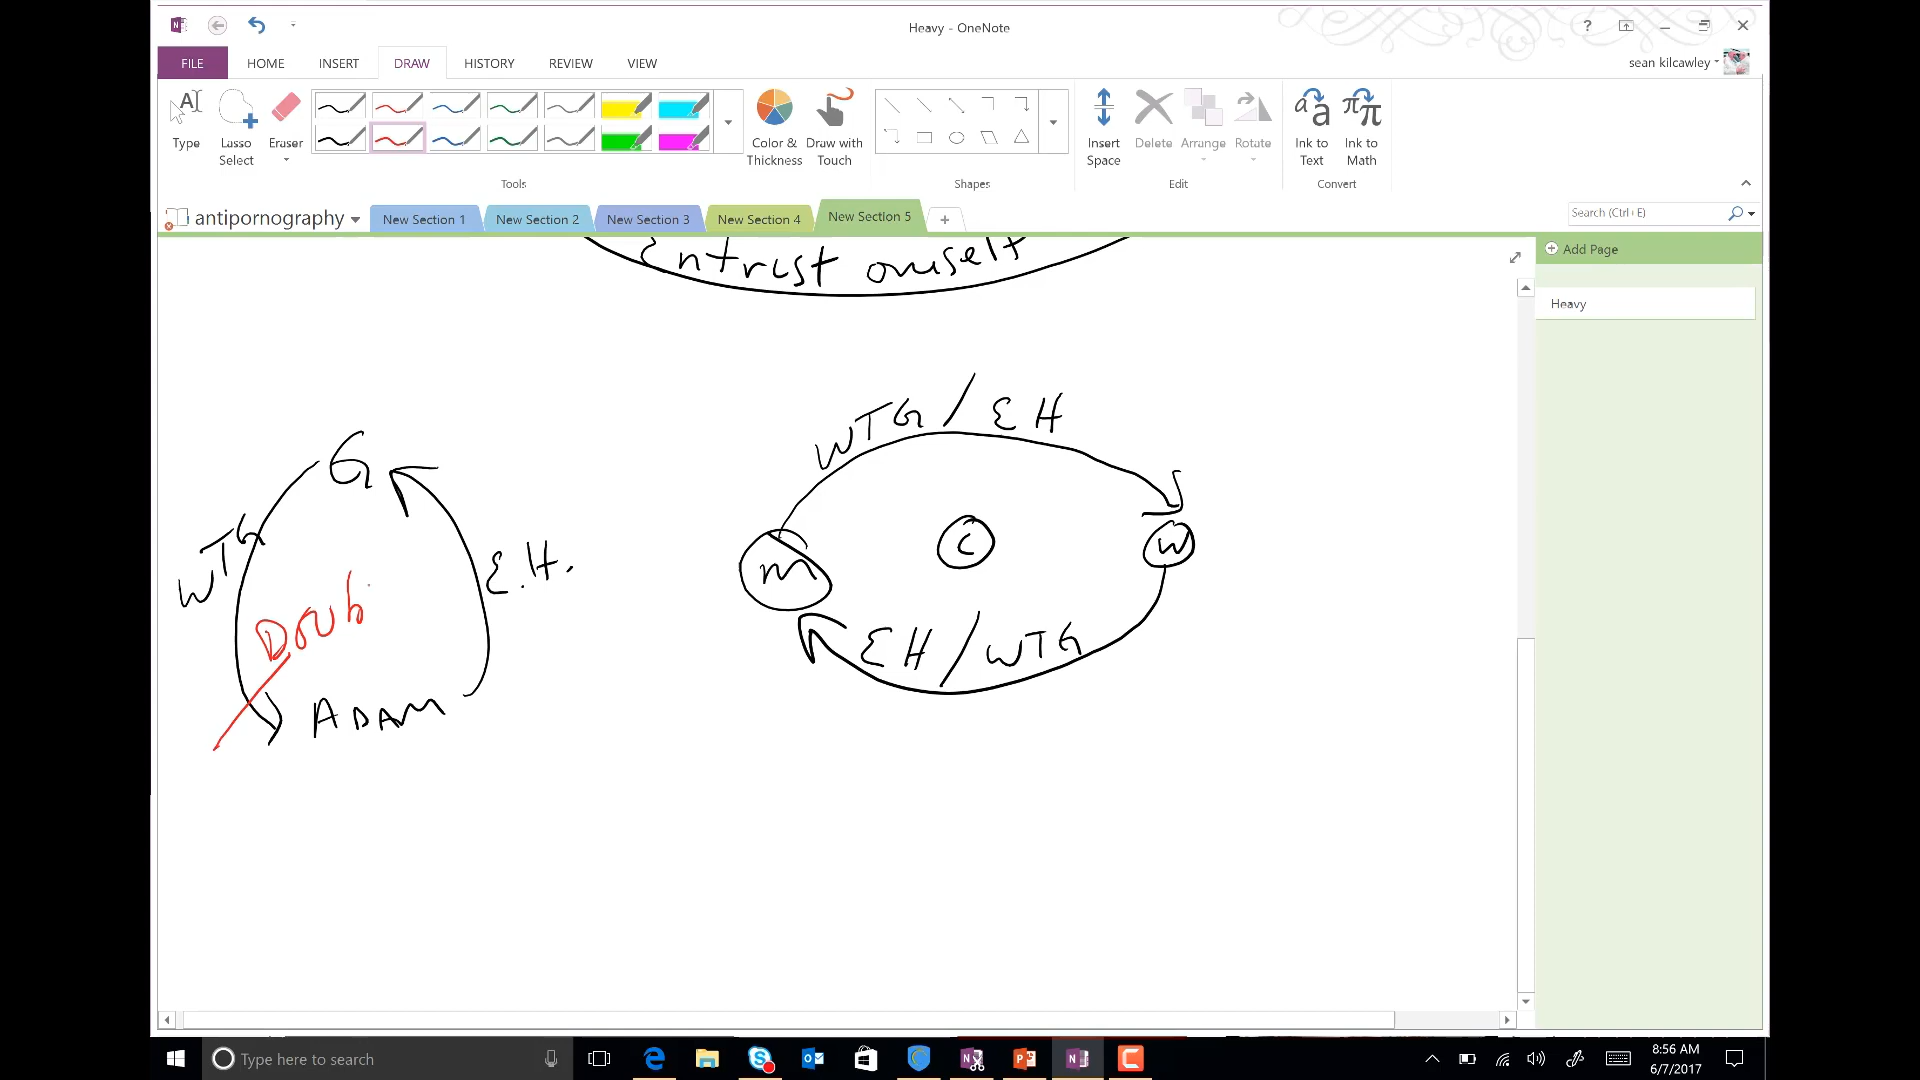 Heavy - OneNote
?
FILE HOME INSERT DRAW HISTORY REVIEW VIEW
sean kilcawley
Type
Lasso Select
Eraser
Color & Thickness
Draw with Touch
Insert Space
Delete
Arrange
Rotate
Ink to Text
Ink to Math
Tools
Shapes
Edit
Convert
antipornography
New Section 1
New Section 2
New Section 3
New Section 4
New Section 5
Search (Ctrl+E)
Add Page
Heavy
Entrust oneself
G
WTG
E.H.
Doub
ADAM
WTG / EH
M
C
W
EH / WTG
Type here to search
8:56 AM
6/7/2017